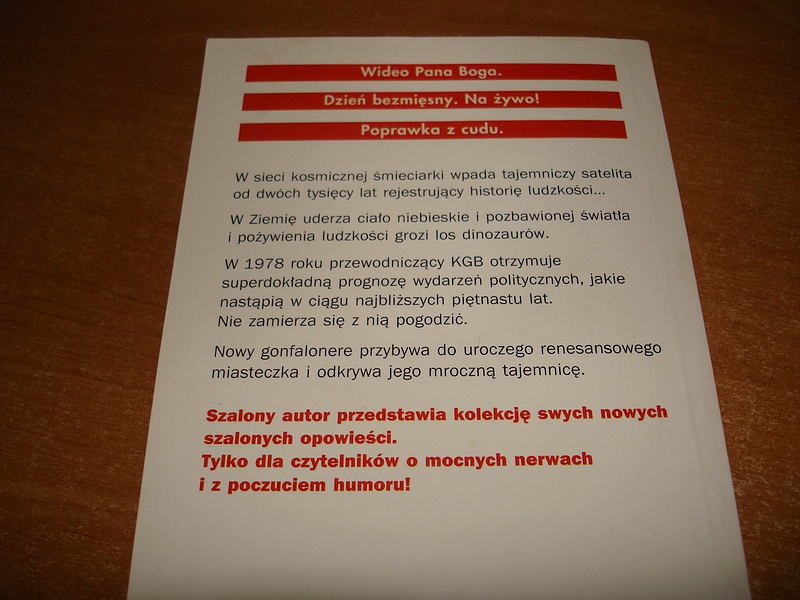 Wideo Pana Boga.
Dzień bezmięsny. Na żywo!
Poprawka z cudu.
W sieci kosmicznej śmieciarki wpada tajemniczy satelita
od dwóch tysięcy lat rejestrujący historię ludzkości...
W Ziemię uderza ciało niebieskie i pozbawionej światła
i pożywienia ludzkości grozi los dinozaurów.
W 1978 roku przewodniczący KGB otrzymuje
superdokładną prognozę wydarzeń politycznych, jakie
nastąpią w ciągu najbliższych piętnastu lat.
Nie zamierza się z nią pogodzić.
Nowy gonfalonere przybywa do uroczego renesansowego
miasteczka i odkrywa jego mroczną tajemnicę.
Szalony autor przedstawia kolekcję swych nowych
szalonych opowieści.
Tylko dla czytelników o mocnych nerwach
i z poczuciem humoru!